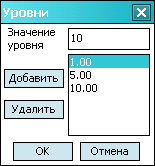 Уровни
Значение
уровня
10
Добавить
Удалить
1.00
5.00
10.00
OK
Отмена